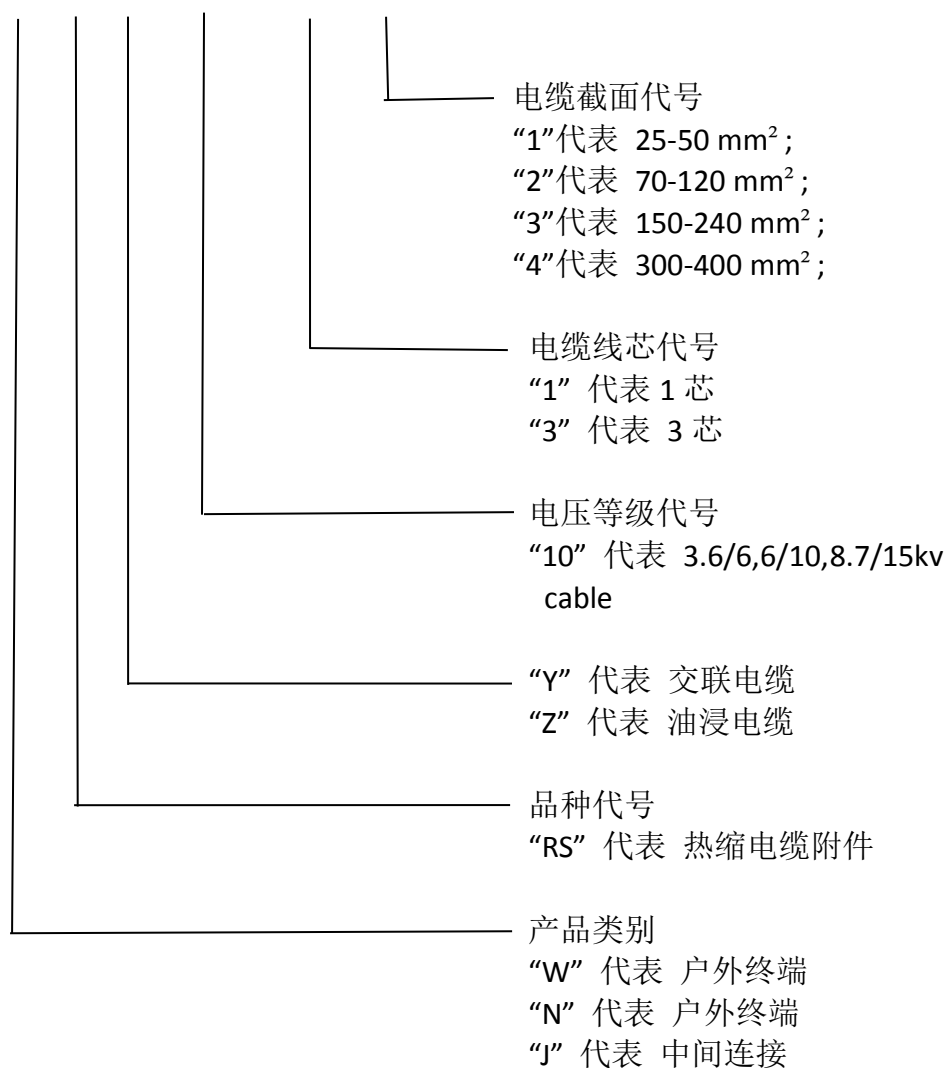 电缆截面代号
“1”代表 25-50 mm²;
“2”代表 70-120 mm²;
“3”代表 150-240 mm²;
“4”代表 300-400 mm²;
电缆线芯代号
“1” 代表 1 芯
“3” 代表 3 芯
电压等级代号
“10” 代表 3.6/6,6/10,8.7/15kv
cable
“Y” 代表 交联电缆
“Z” 代表 油浸电缆
品种代号
“RS” 代表 热缩电缆附件
产品类别
“W” 代表 户外终端
“N” 代表 户外终端
“J” 代表 中间连接